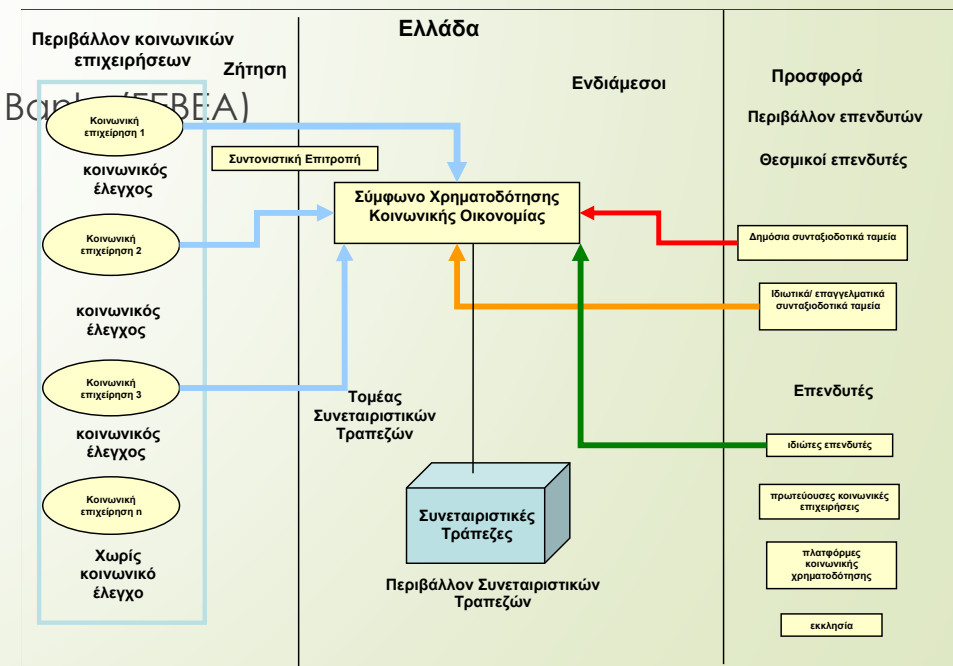 Ελλάδα
Περιβάλλον κοινωνικών
επιχειρήσεων
Ζήτηση
Ενδιάμεσοι
Προσφορά
(FEBEA)
Κοινωνική
επιχείρηση 1
Περιβάλλον επενδυτών
Συντονιστική Επιτροπή
Θεσμικοί επενδυτές
κοινωνικός
έλεγχος
Σύμφωνο Χρηματοδότησης
Κοινωνικής Οικονομίας
Κοινωνική
επιχείρηση 2
Δημόσια συνταξιοδοτικά ταμεία
Ιδιωτικά/ επαγγελματικά
συνταξιοδοτικά ταμεία
κοινωνικός
έλεγχος
Κοινωνική
επιχείρηση 3
Τομέας
Συνεταιριστικών
Τραπεζών
Επενδυτές
κοινωνικός
έλεγχος
ιδιώτες επενδυτές
Κοινωνική
επιχείρηση n
Συνεταιριστικές
Τράπεζες
πρωτεύουσες κοινωνικές
επιχειρήσεις
Χωρίς
κοινωνικό
έλεγχο
πλατφόρμες
κοινωνικής
χρηματοδότησης
Περιβάλλον Συνεταιριστικών
Τραπεζών
εκκλησία